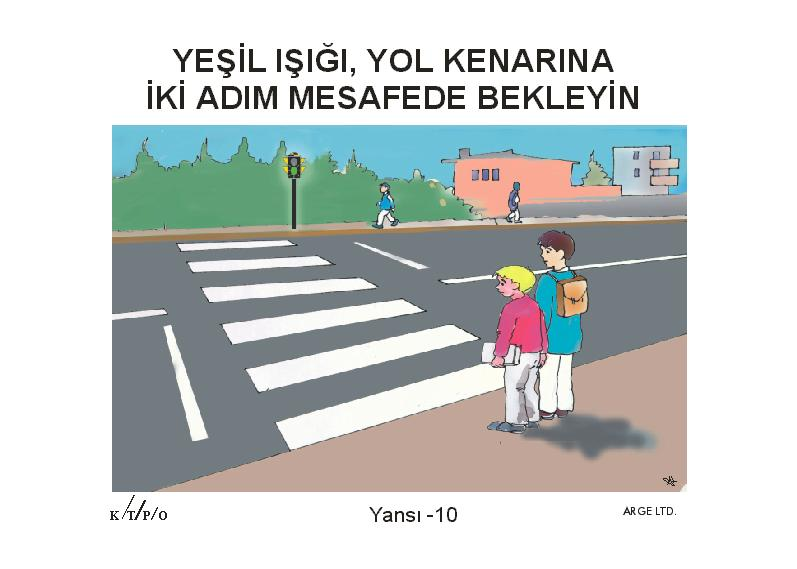 YEŞİL IŞIĞI, YOL KENARINA
İKİ ADIM MESAFEDE BEKLEYİN
K T P O
Yansı -10
ARGE LTD.